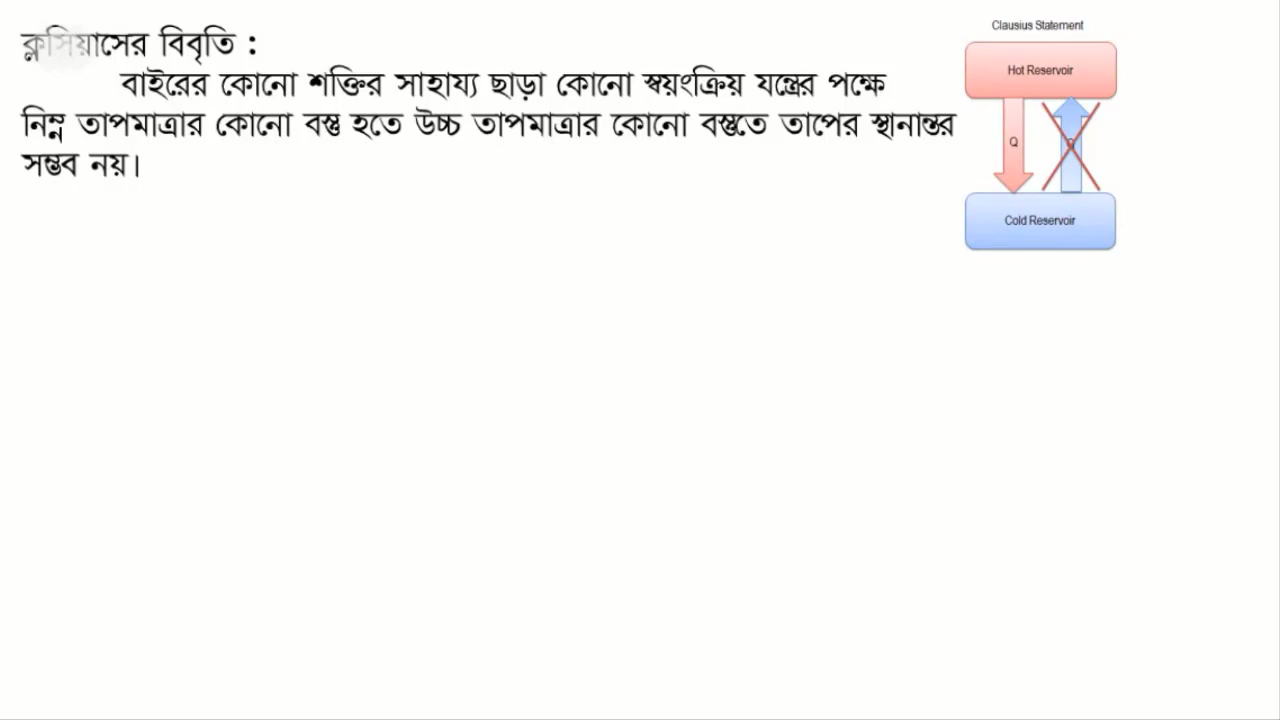 ক্লসিয়াসের বিবৃতি :
বাইরের কোনো শক্তির সাহায্য ছাড়া কোনো স্বয়ংক্রিয় যন্ত্রের পক্ষে
নিম্ন তাপমাত্রার কোনো বস্তু হতে উচ্চ তাপমাত্রার কোনো বস্তুতে তাপের স্থানান্তর
সম্ভব নয়।
Clausius Statement
Hot Reservoir
Q
Cold Reservoir